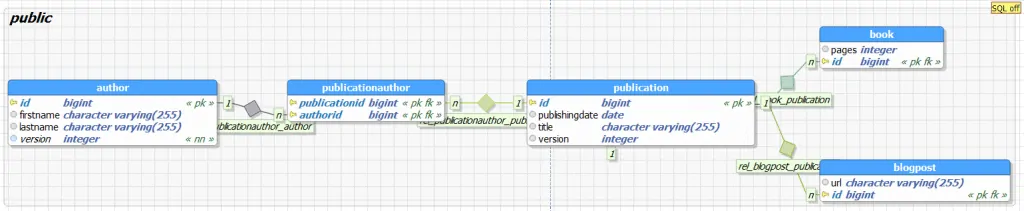 public
SQL off
author
id bigint « pk »
firstname character varying(255)
lastname character varying(255)
version integer « nn »
1
n
publicationauthor_author
publicationauthor
publicationid bigint « pk fk »
authorid bigint « pk fk »
n
1
rel_publicationauthor_publ
publication
id bigint « pk »
publishingdate date
title character varying(255)
version integer
1
1
n
ook_publication
book
pages integer
id bigint « pk fk »
rel_blogpost_publica
n
blogpost
url character varying(255)
id bigint « pk fk »